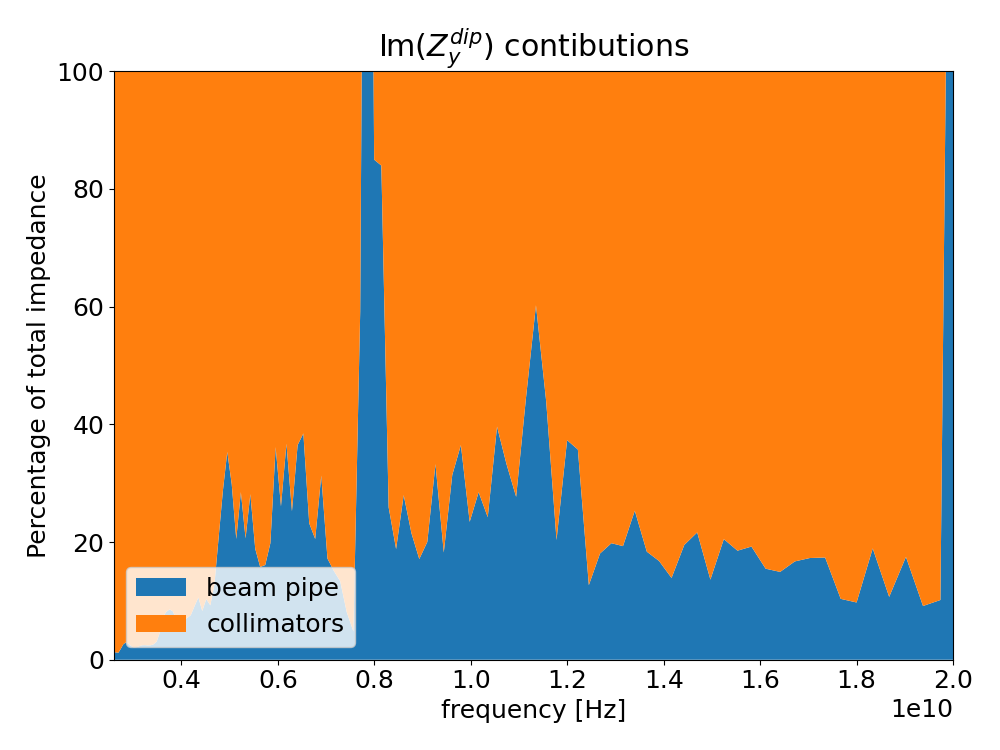 Im(Z_y^{dip}) contibutions
Percentage of total impedance
100
80
60
40
20
0
beam pipe
collimators
0.4 0.6 0.8 1.0 1.2 1.4 1.6 1.8 2.0
1e10
frequency [Hz]